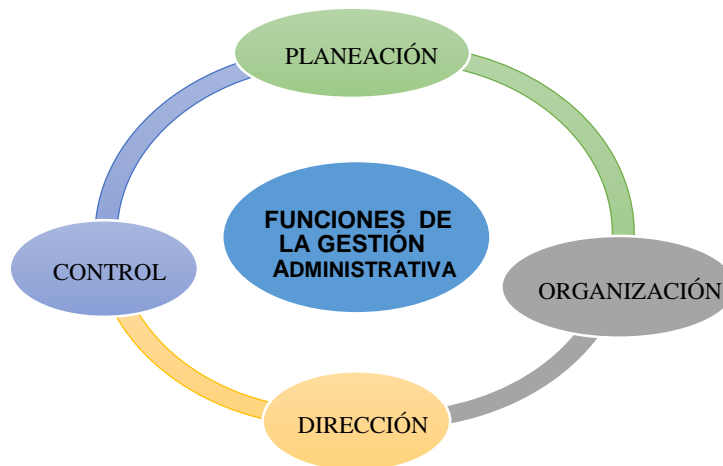 PLANEACIÓN
FUNCIONES DE
LA GESTIÓN
ADMINISTRATIVA
CONTROL
ORGANIZACIÓN
DIRECCIÓN